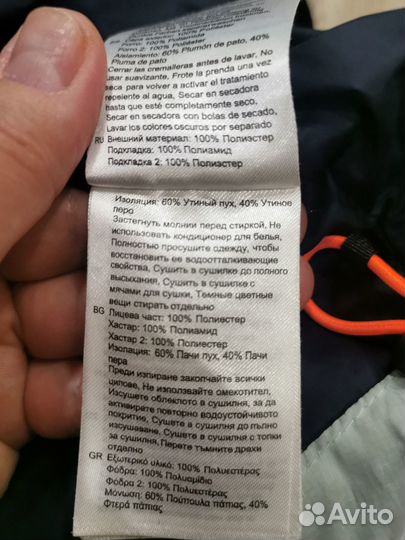 Forro: 100% Poliamida
Forro 2: 100% Poliéster
Aislamiento: 60% Plumón de pato, 40%
Pluma de pato
Cerrar las cremalleras antes de lavar, No
usar suavizante, Frote la prenda una vez
seca para volver a activar el tratamiento
repelente al agua, Secar en secadora
hasta que esté completamente seco,
Secar en secadora con bolas de secado,
Lavar los colores oscuros por separado
RU Внешний материал: 100% Полиэстер
Подкладка: 100% Полиамид
Подкладка 2: 100% Полиэстер
Изоляция: 60% Утиный пух, 40% Утиное
перо
Застегнуть молнии перед стиркой, Не
использовать кондиционер для белья,
Полностью просушите одежду, чтобы
восстановить ее водоотталкивающие
свойства, Сушить в сушилке до полного
высыхания, Сушить в сушилке с
мячами для сушки, Темные цветные
вещи стирать отдельно
BG Лицева част: 100% Полиестер
Хастар: 100% Полиамид
Хастар 2: 100% Полиестер
Изолация: 60% Пачи пух, 40% Пачи
пера
Преди изпиране закопчайте всички
ципове, Не използвайте омекотител,
Изсушете облеклото в сушилня, за да
активирате повторно водоустойчивото
покритие, Сушете в сушилня до пълно
изсушаване, Сушете в сушилня с топки
за сушилня, Перете тъмните дрехи
отделно
GR Εξωτερικό υλικό: 100% Πολυεστέρας
Φόδρα: 100% Πολυαμίδιο
Φόδρα 2: 100% Πολυεστέρας
Μόνωση: 60% Πούπουλα πάπιας, 40%
Φτερά πάπιας
Avito